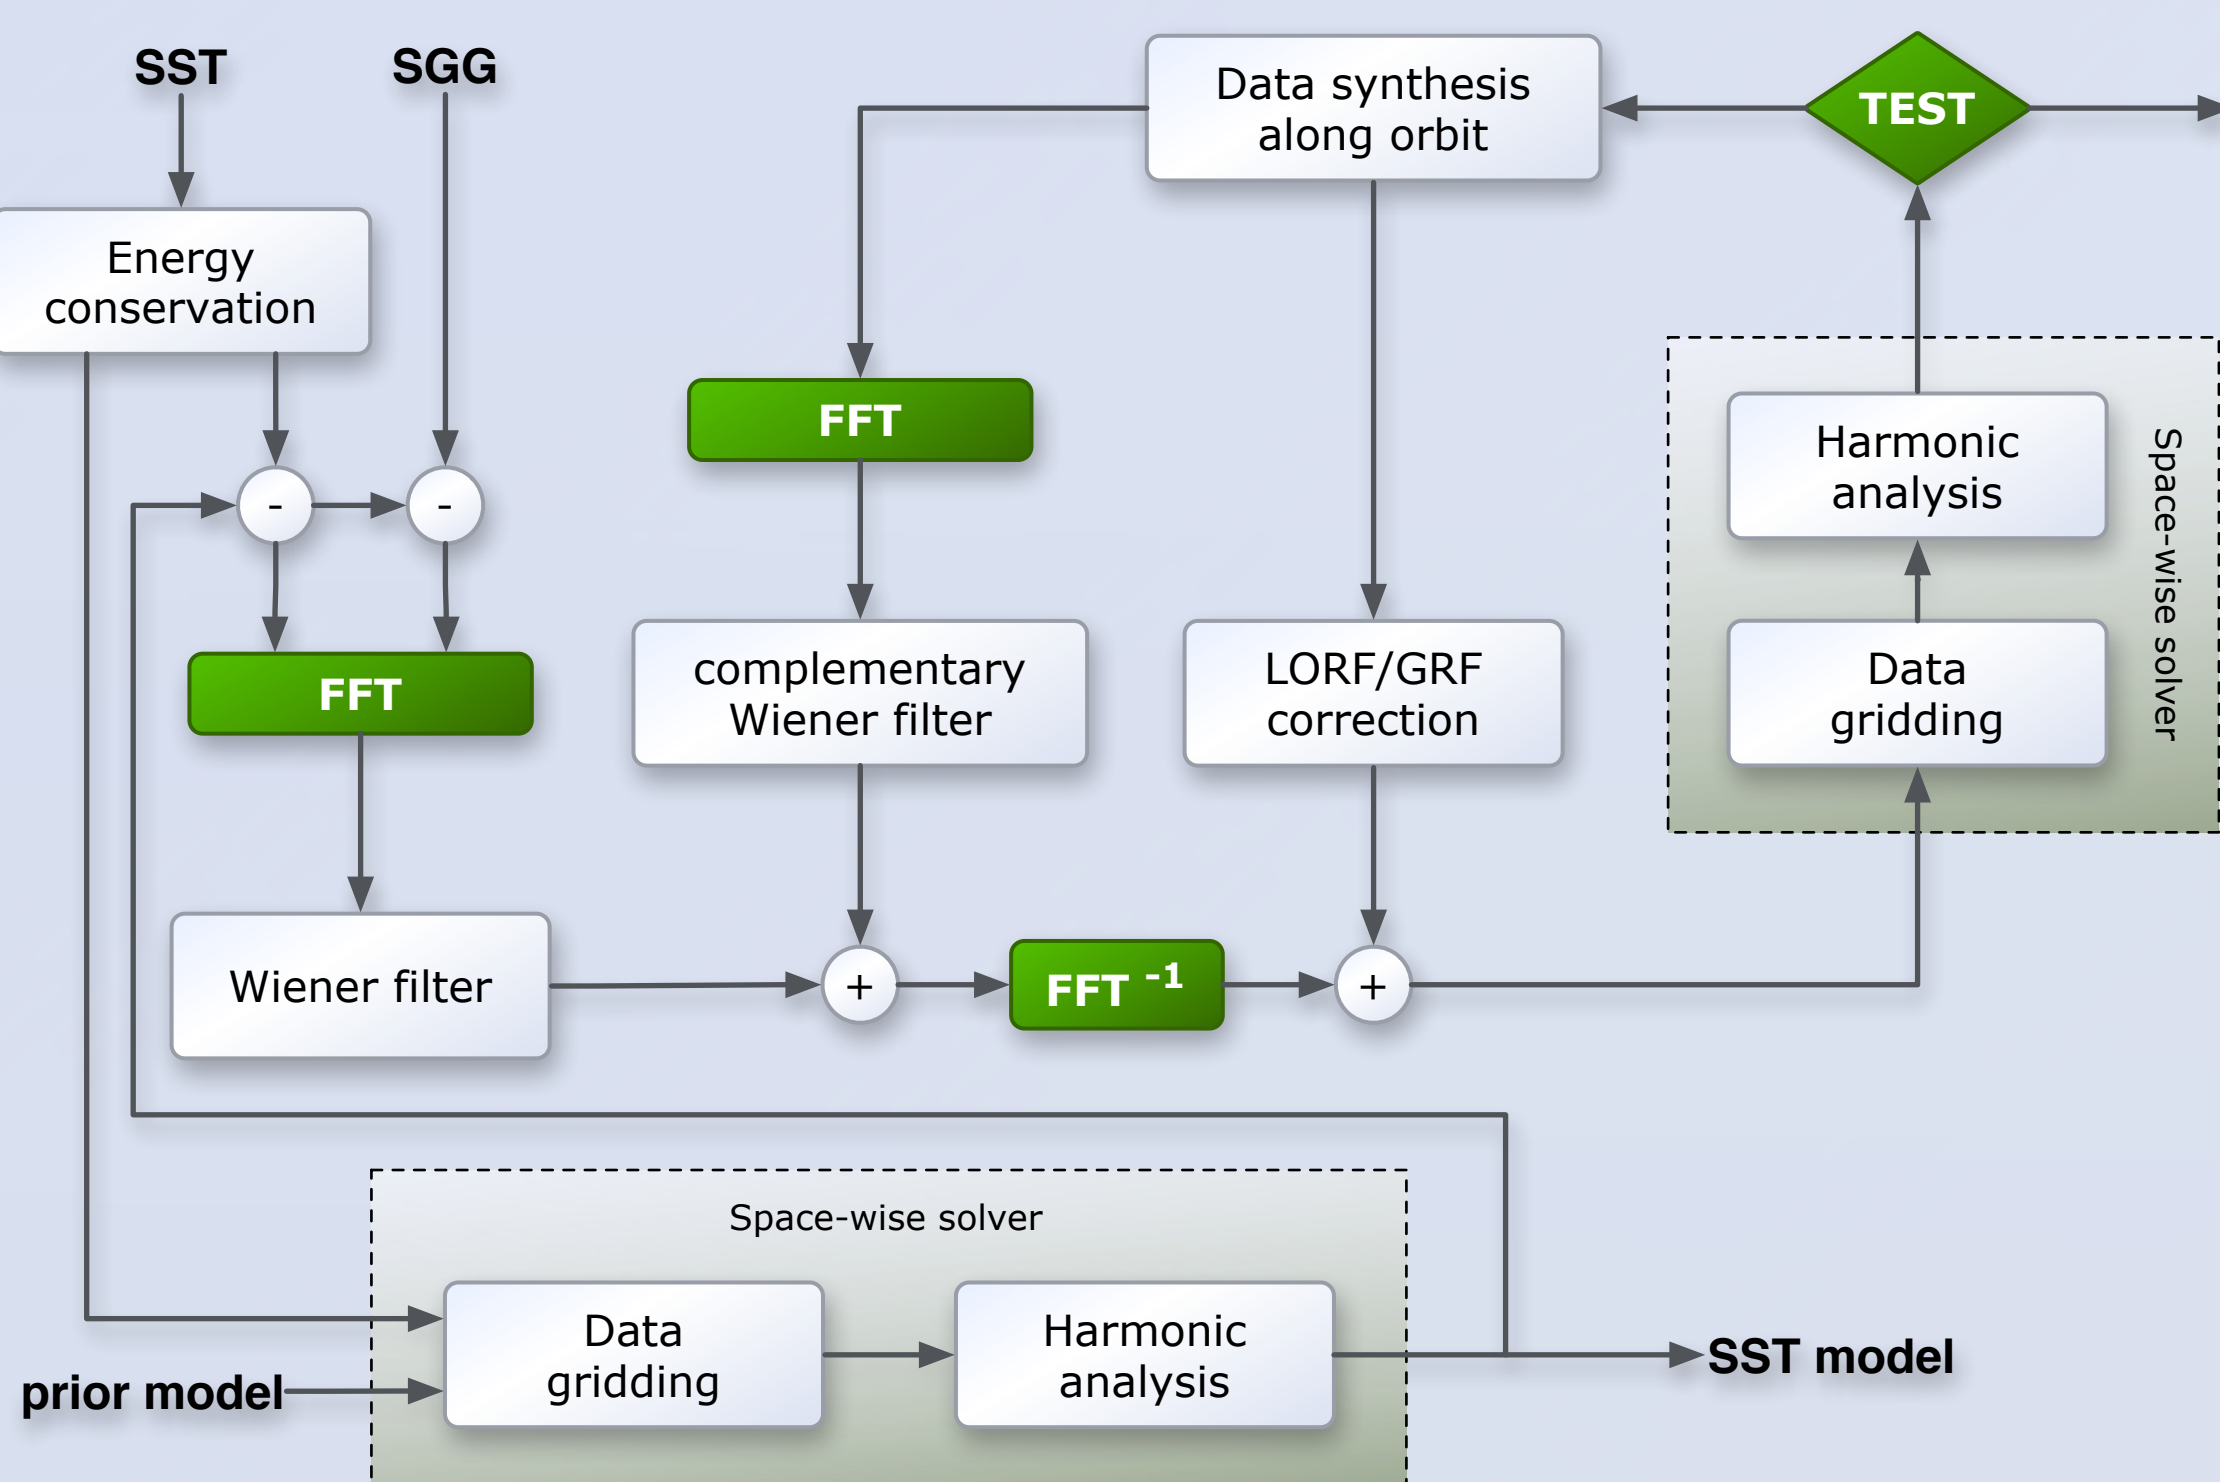 SST
SGG
Data synthesis
along orbit
TEST
Energy
conservation
FFT
Harmonic
analysis
Space-wise solver
-
-
FFT
complementary
Wiener filter
LORF/GRF
correction
Data
gridding
Wiener filter
+
FFT -1
+
Space-wise solver
Data
gridding
Harmonic
analysis
SST model
prior model